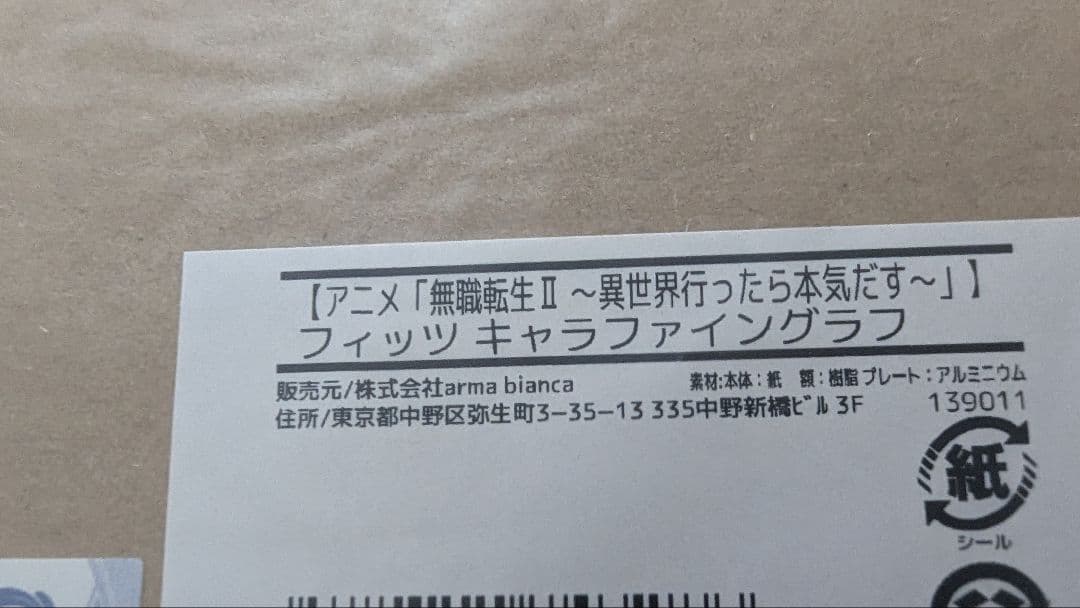 【アニメ「無職転生Ⅱ ～異世界行ったら本気だす～」】
フィッツ キャラファイングラフ
販売元/株式会社arma bianca
素材:本体：紙 額：樹脂 プレート：アルミニウム
住所/東京都中野区弥生町3−35−13 335中野新橋ﾋﾞﾙ 3F
139011
紙
シール